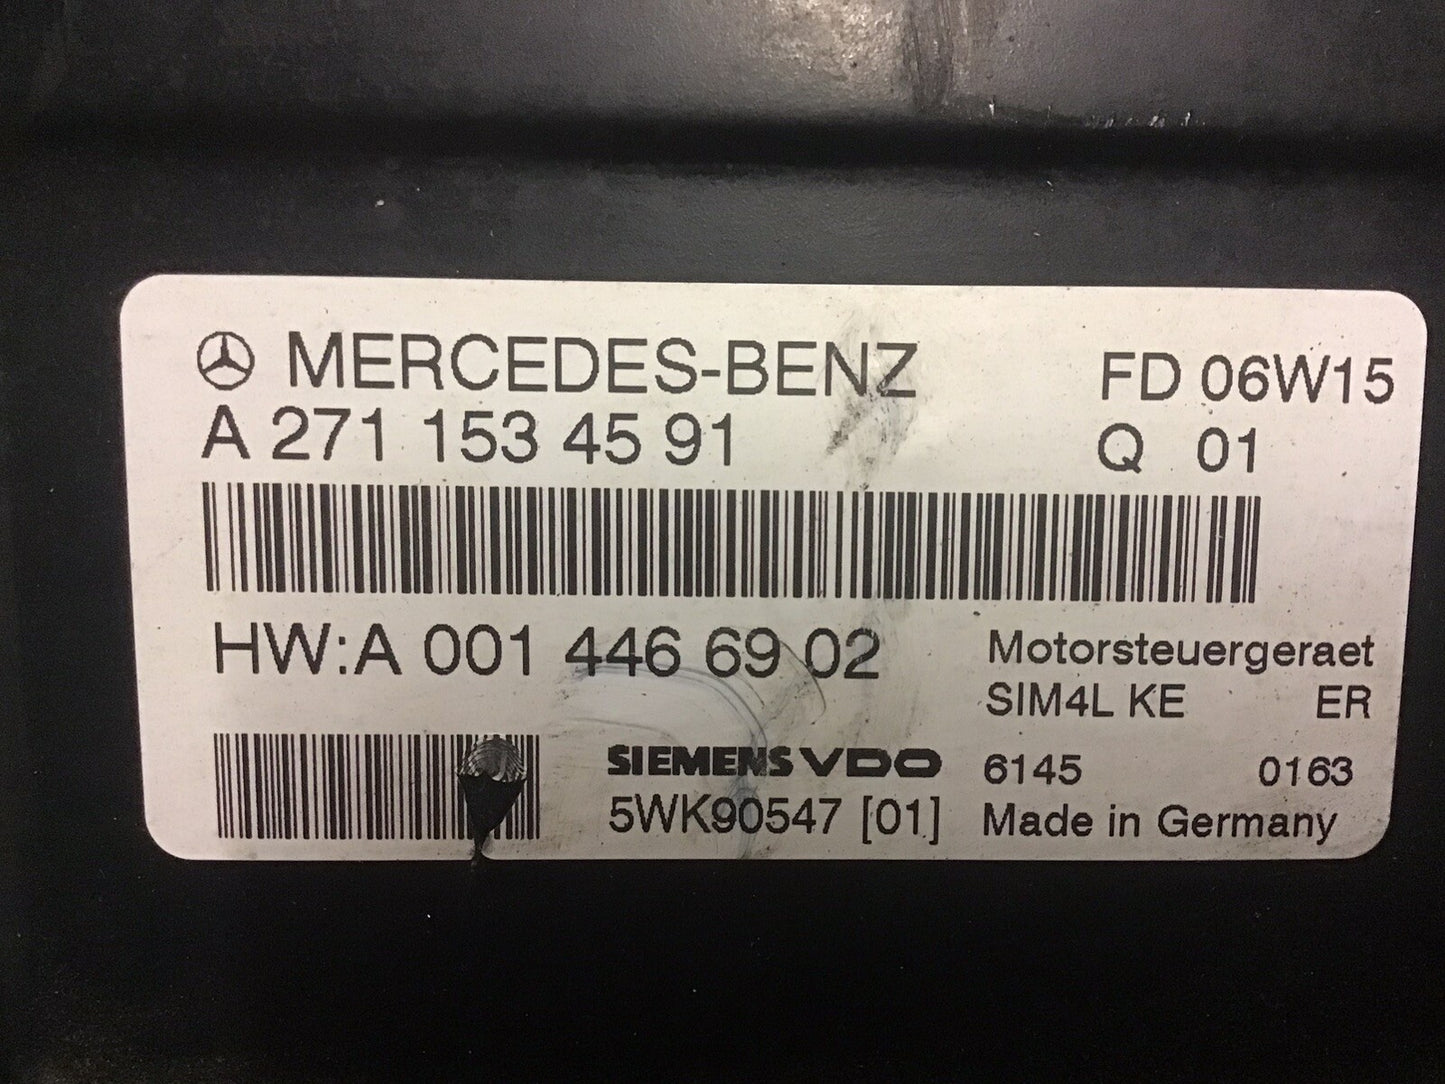 MERCEDES-BENZ FD 06W15
A 271 153 45 91 Q 01
HW:A 001 446 69 02 Motorsteuergeraet
SIM4L KE ER
SIEMENS VDO 6145 0163
5WK90547 [01] Made in Germany